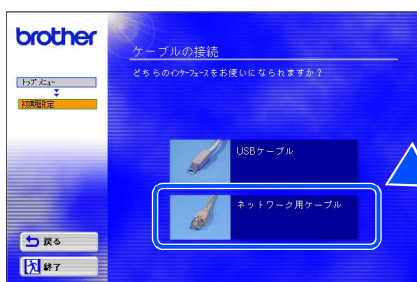 brother
ケーブルの接続
どちらのインターフェースをお使いになられますか？
トップメニュー
初期設定
USBケーブル
ネットワーク用ケーブル
戻る
終了